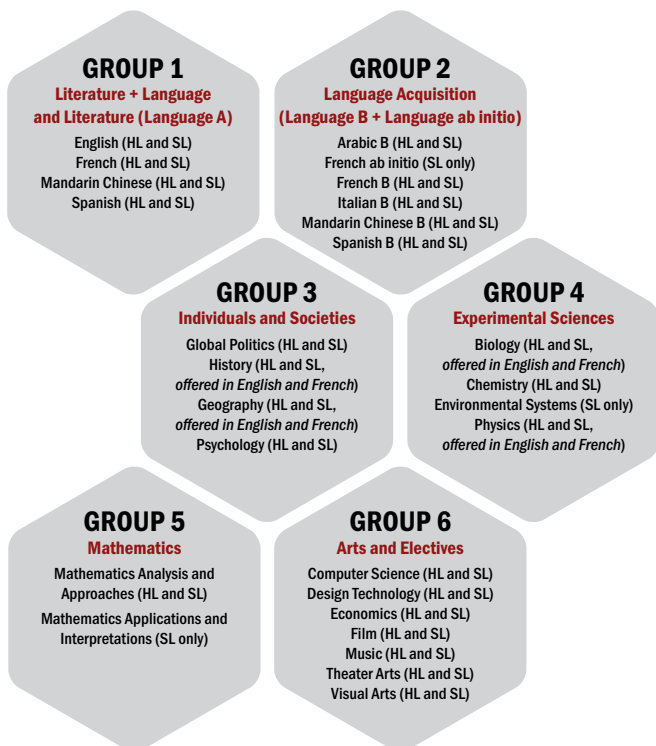 GROUP 1
Literature + Language
and Literature (Language A)
English (HL and SL)
French (HL and SL)
Mandarin Chinese (HL and SL)
Spanish (HL and SL)
GROUP 2
Language Acquisition
(Language B + Language ab initio)
Arabic B (HL and SL)
French ab initio (SL only)
French B (HL and SL)
Italian B (HL and SL)
Mandarin Chinese B (HL and SL)
Spanish B (HL and SL)
GROUP 3
Individuals and Societies
Global Politics (HL and SL)
History (HL and SL,
offered in English and French)
Geography (HL and SL,
offered in English and French)
Psychology (HL and SL)
GROUP 4
Experimental Sciences
Biology (HL and SL,
offered in English and French)
Chemistry (HL and SL)
Environmental Systems (SL only)
Physics (HL and SL,
offered in English and French)
GROUP 5
Mathematics
Mathematics Analysis and
Approaches (HL and SL)
Mathematics Applications and
Interpretations (SL only)
GROUP 6
Arts and Electives
Computer Science (HL and SL)
Design Technology (HL and SL)
Economics (HL and SL)
Film (HL and SL)
Music (HL and SL)
Theater Arts (HL and SL)
Visual Arts (HL and SL)